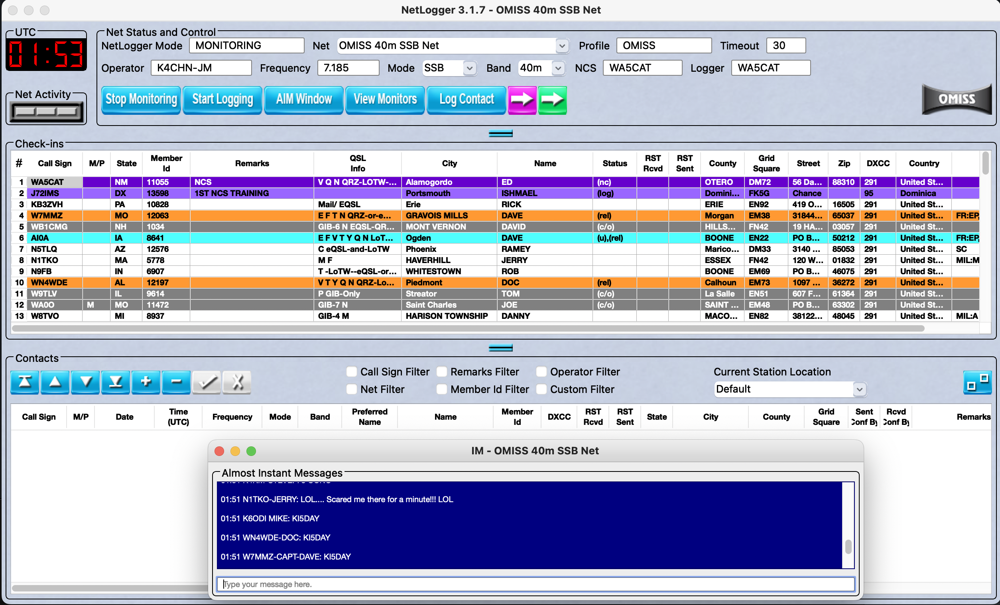 NetLogger 3.1.7 - OMISS 40m SSB Net
UTC
01:53
Net Status and Control
NetLogger Mode MONITORING Net OMISS 40m SSB Net Profile OMISS Timeout 30
Operator K4CHN-JM Frequency 7.185 Mode SSB Band 40m NCS WA5CAT Logger WA5CAT
Net Activity
Stop Monitoring Start Logging AIM Window View Monitors Log Contact
OMISS
Check-ins
# Call Sign M/P State Member Id Remarks QSL Info City Name Status RST Rcvd RST Sent County Grid Square Street Zip DXCC Country
1 WA5CAT NM 11055 NCS V Q N QRZ-LOTW-... Alamogordo ED (nc) OTERO DM72 56 Da... 88310 291 United St...
2 J72IMS DX 13598 1ST NCS TRAINING Portsmouth ISHMAEL (log) Domini... FK5G Chance 95 Dominica
3 KB3ZVH PA 10828 Mail/ EQSL Erie RICK ERIE EN92 419 O... 16505 291 United St...
4 W7MMZ MO 12063 E F T N QRZ-or-e... GRAVOIS MILLS DAVE (rel) Morgan EM38 31844... 65037 291 United St... FR:EP,
5 WB1CMG NH 1034 GIB-6 N EQSL-QR... MONT VERNON DAVID (c/o) HILLS... FN42 19 HA... 03057 291 United St...
6 AI0A IA 8641 E F V T Y Q N LoT... Ogden DAVE (u),(rel) BOONE EN22 PO B... 50212 291 United St... FR:EP,
7 N5TLQ AZ 12576 C eQSL-and-LoTW Phoenix RAMEY Marico... DM33 3140 ... 85053 291 United St... SC
8 N1TKO MA 5778 M F HAVERHILL JERRY ESSEX FN42 120 W... 01832 291 United St... MIL:M
9 N9FB IN 6907 T -LoTW--eQSL-or... WHITESTOWN ROB BOONE EM69 PO B... 46075 291 United St...
10 WN4WDE AL 12197 V T Y Q N QRZ-Lo... Piedmont DOC (rel) Calhoun EM73 1097 ... 36272 291 United St...
11 W9TLV IL 9614 P GIB-Only Streator TOM (c/o) La Salle EN51 607 F... 61364 291 United St...
12 WA0O M MO 11472 GIB-7 N Saint Charles JOE (c/o) SAINT ... EM48 PO B... 63302 291 United St...
13 W8TVO MI 8937 GIB-4 M HARISON TOWNSHIP DANNY MACO... EN82 38122... 48045 291 United St... MIL:A
Contacts
Call Sign Filter Remarks Filter Operator Filter Current Station Location
Net Filter Member Id Filter Custom Filter Default
Call Sign M/P Date Time (UTC) Frequency Mode Band Preferred Name Name Member Id DXCC RST Rcvd RST Sent State City County Grid Square Sent Conf By Rcvd Conf By Remarks
IM - OMISS 40m SSB Net
Almost Instant Messages
01:51 N1TKO-JERRY: LOL.... Scared me there for a minute!!! LOL
01:51 K6ODI MIKE: KI5DAY
01:51 WN4WDE-DOC: KI5DAY
01:51 W7MMZ-CAPT-DAVE: KI5DAY
Type your message here.